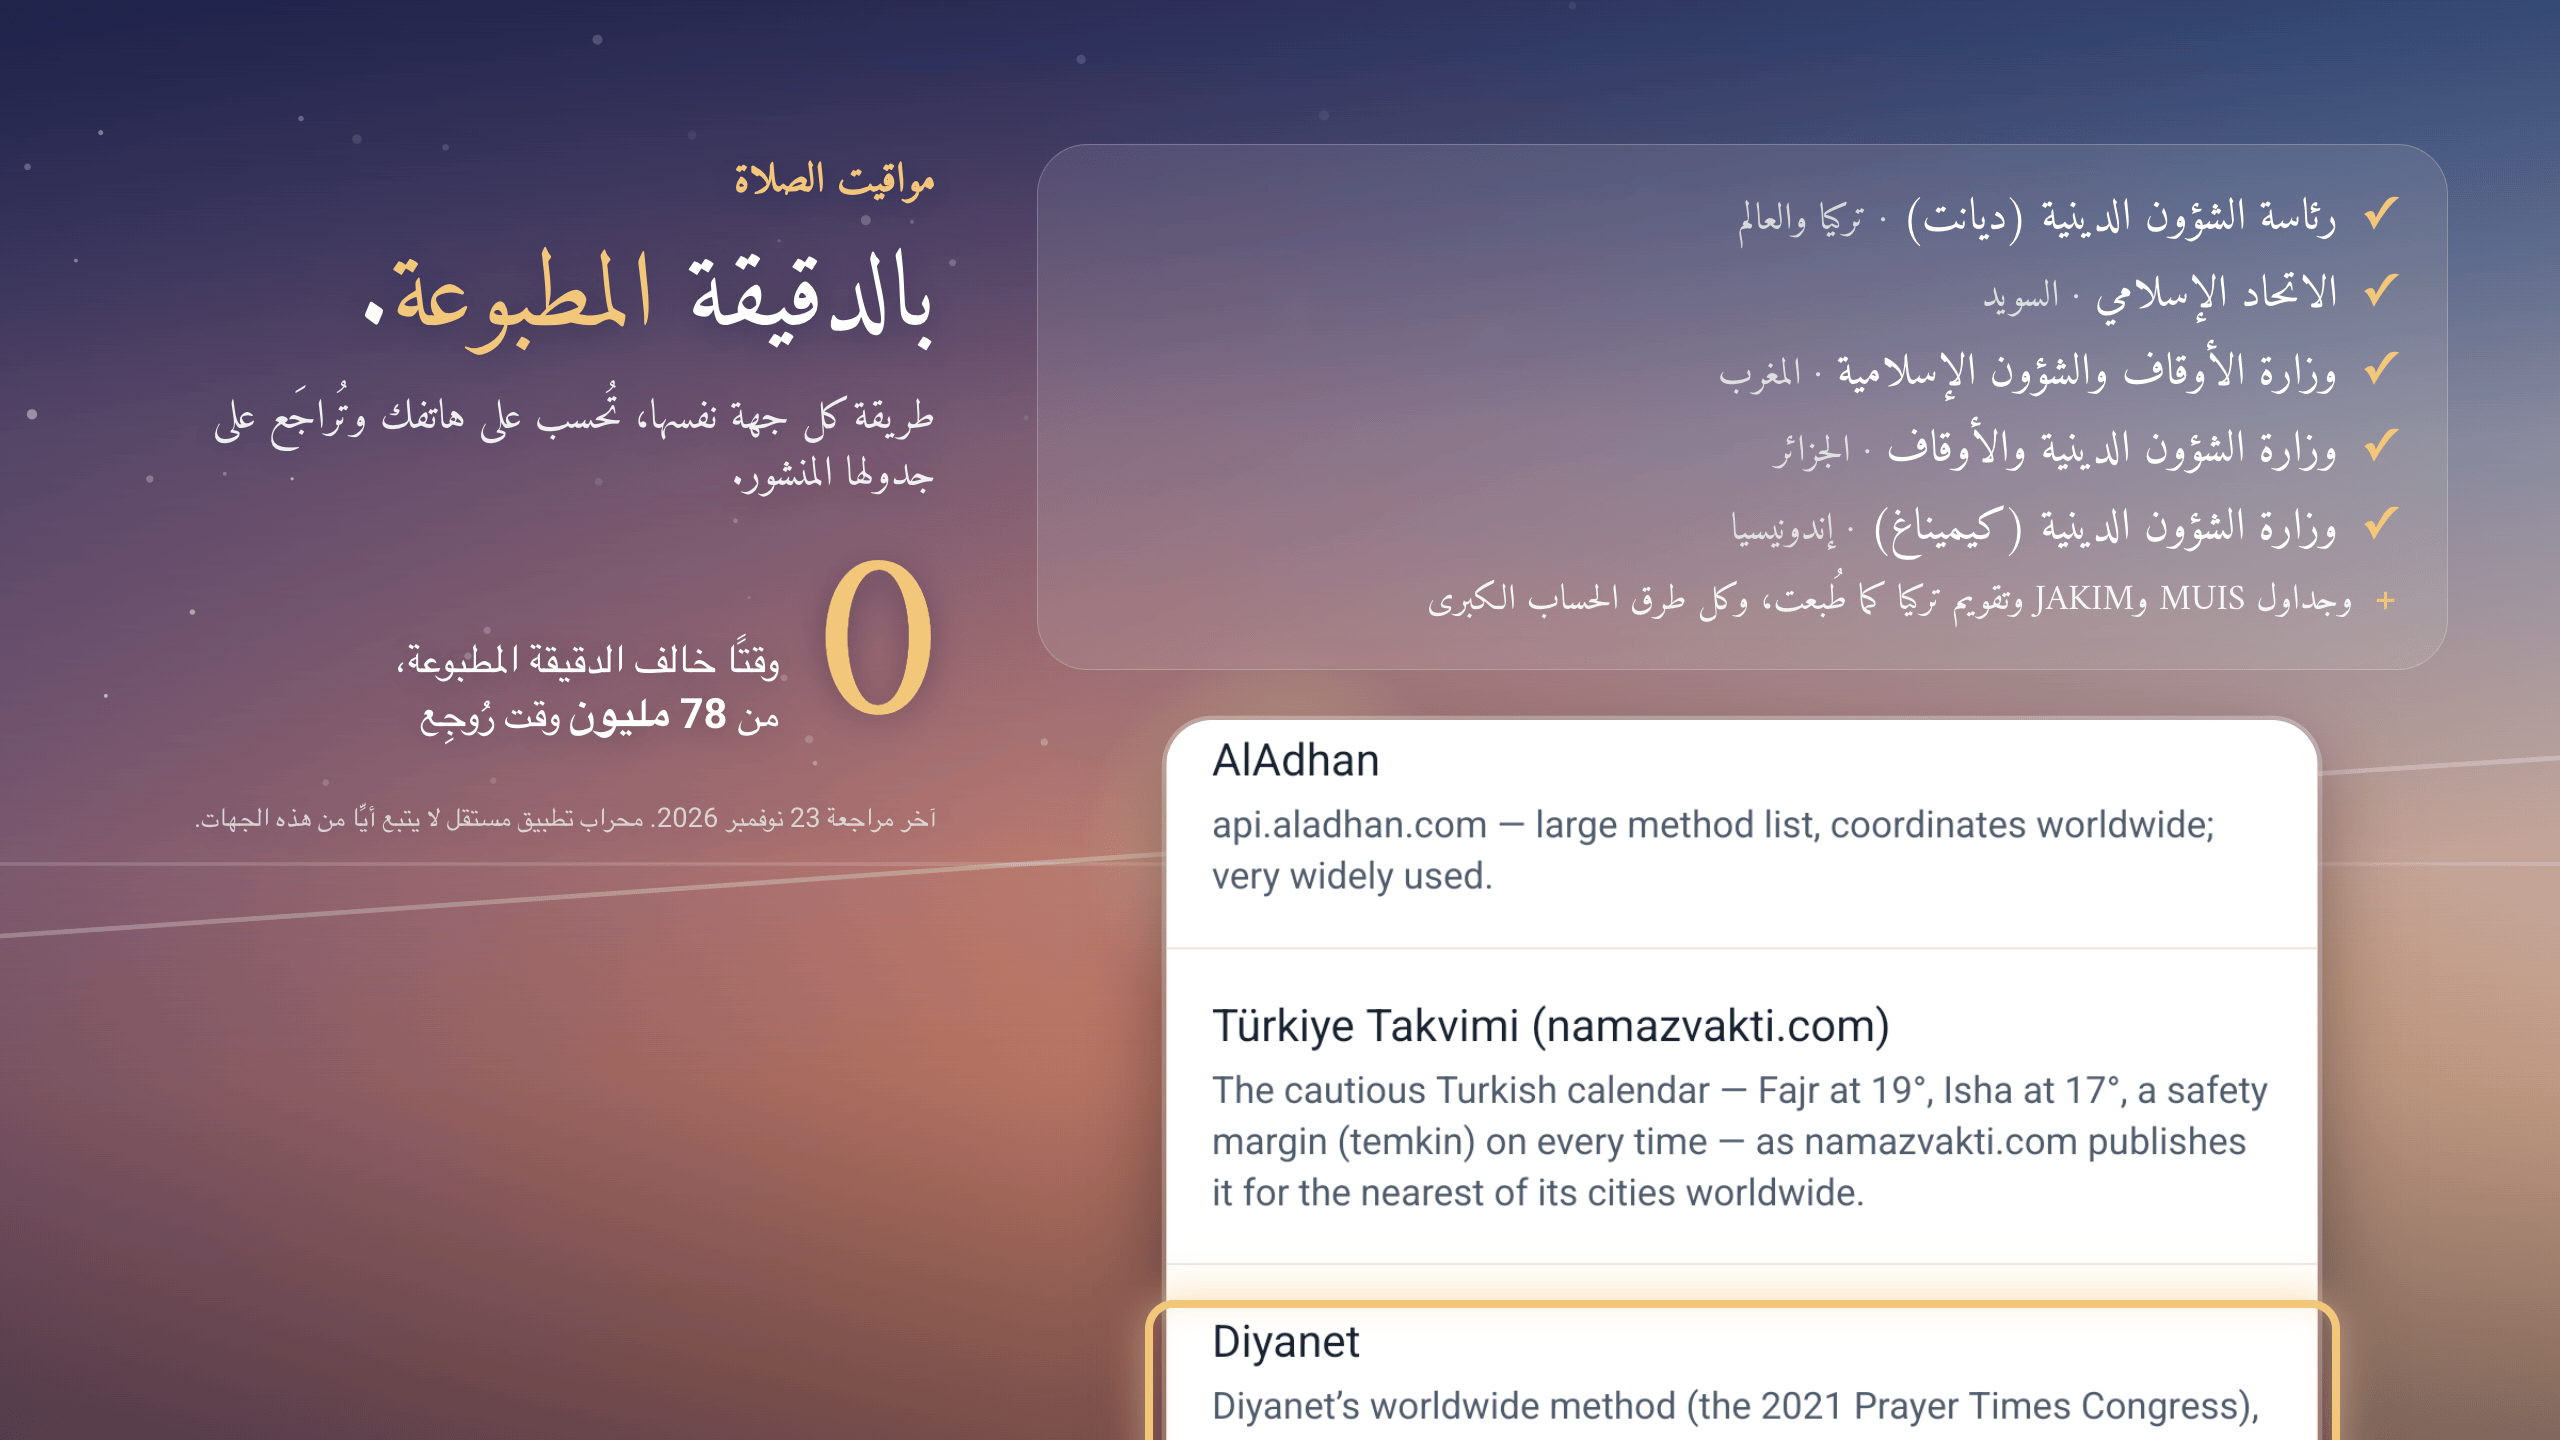 مواقيت الصلاة
بالدقيقة المطبوعة.
طريقة كل جهة نفسها، تُحسب على هاتفك وتُراجَع على
جدولها المنشور.
0
وقتًا خالف الدقيقة المطبوعة،
من 78 مليون وقت رُوجِع
آخر مراجعة 23 نوفمبر 2026. محراب تطبيق مستقل لا يتبع أيًّا من هذه الجهات.
✓ رئاسة الشؤون الدينية (ديانت) · تركيا والعالم
✓ الاتحاد الإسلامي · السويد
✓ وزارة الأوقاف والشؤون الإسلامية · المغرب
✓ وزارة الشؤون الدينية والأوقاف · الجزائر
✓ وزارة الشؤون الدينية (كيميناغ) · إندونيسيا
+ وجداول MUIS وJAKIM وتقويم تركيا كما طُبعت، وكل طرق الحساب الكبرى
AlAdhan
api.aladhan.com — large method list, coordinates worldwide;
very widely used.
Türkiye Takvimi (namazvakti.com)
The cautious Turkish calendar — Fajr at 19°, Isha at 17°, a safety
margin (temkin) on every time — as namazvakti.com publishes
it for the nearest of its cities worldwide.
Diyanet
Diyanet’s worldwide method (the 2021 Prayer Times Congress),